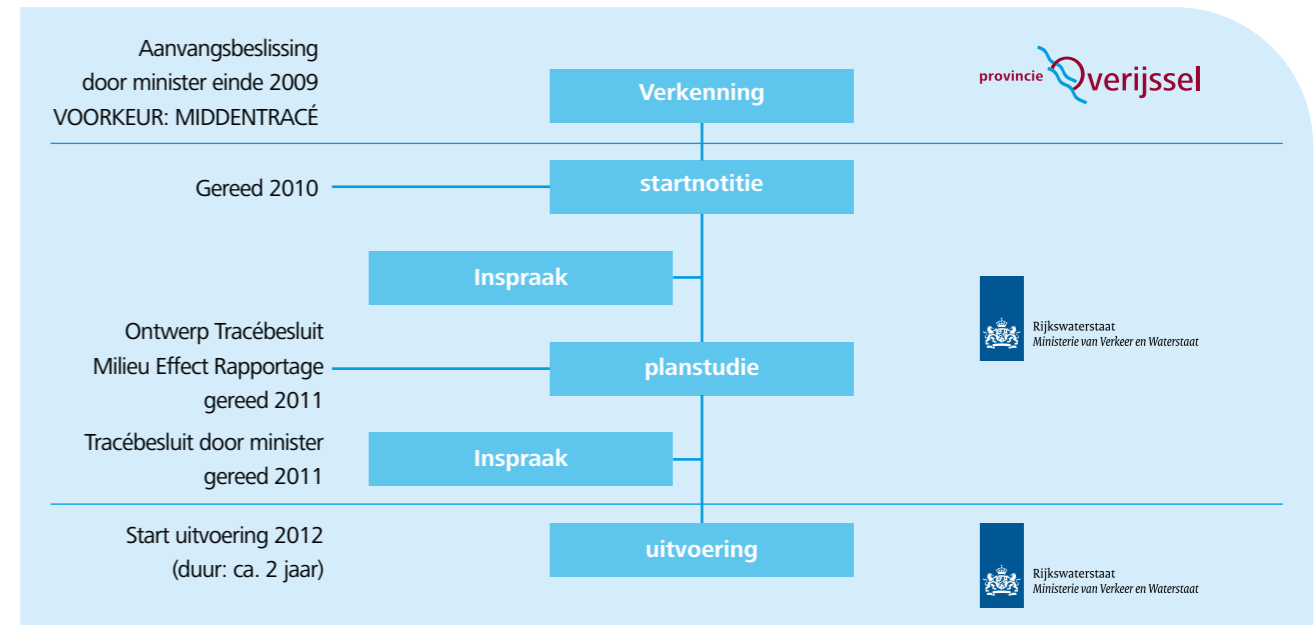 Aanvangsbeslissing
door minister einde 2009
VOORKEUR: MIDDENTRACÉ
Verkenning
provincie Overijssel
Gereed 2010
startnotitie
Inspraak
Ontwerp Tracébesluit
Milieu Effect Rapportage
gereed 2011
planstudie
Rijkswaterstaat
Ministerie van Verkeer en Waterstaat
Tracébesluit door minister
gereed 2011
Inspraak
Start uitvoering 2012
(duur: ca. 2 jaar)
uitvoering
Rijkswaterstaat
Ministerie van Verkeer en Waterstaat